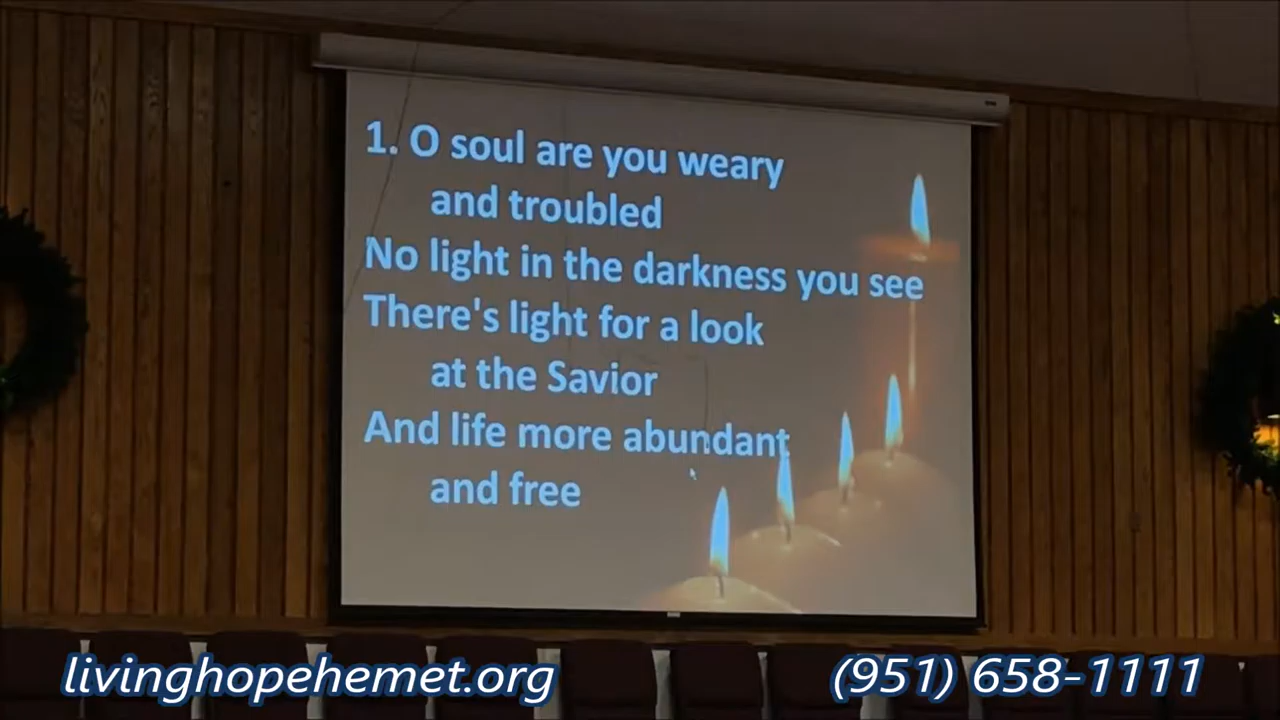 1. O soul are you weary
and troubled
No light in the darkness you see
There's light for a look
at the Savior
And life more abundant
and free
livinghopehemet.org
(951) 658-1111